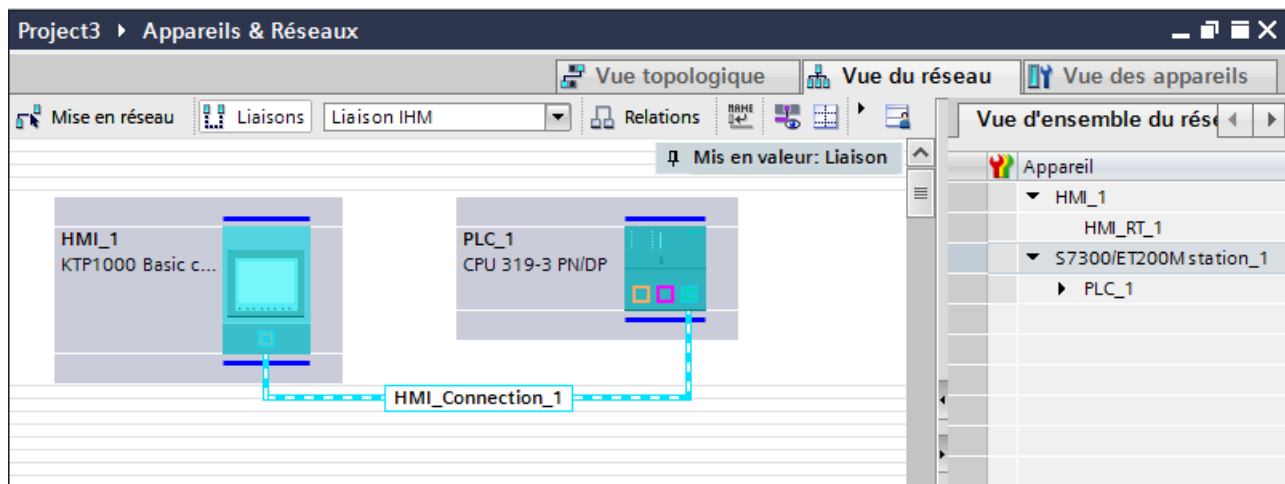 Project3 ▸ Appareils & Réseaux
Vue topologique
Vue du réseau
Vue des appareils
Mise en réseau
Liaisons
Liaison IHM
Relations
NAME
Vue d'ensemble du rés
Mis en valeur: Liaison
Appareil
HMI_1
HMI_RT_1
S7300/ET200M station_1
PLC_1
HMI_1
KTP1000 Basic c...
PLC_1
CPU 319-3 PN/DP
HMI_Connection_1